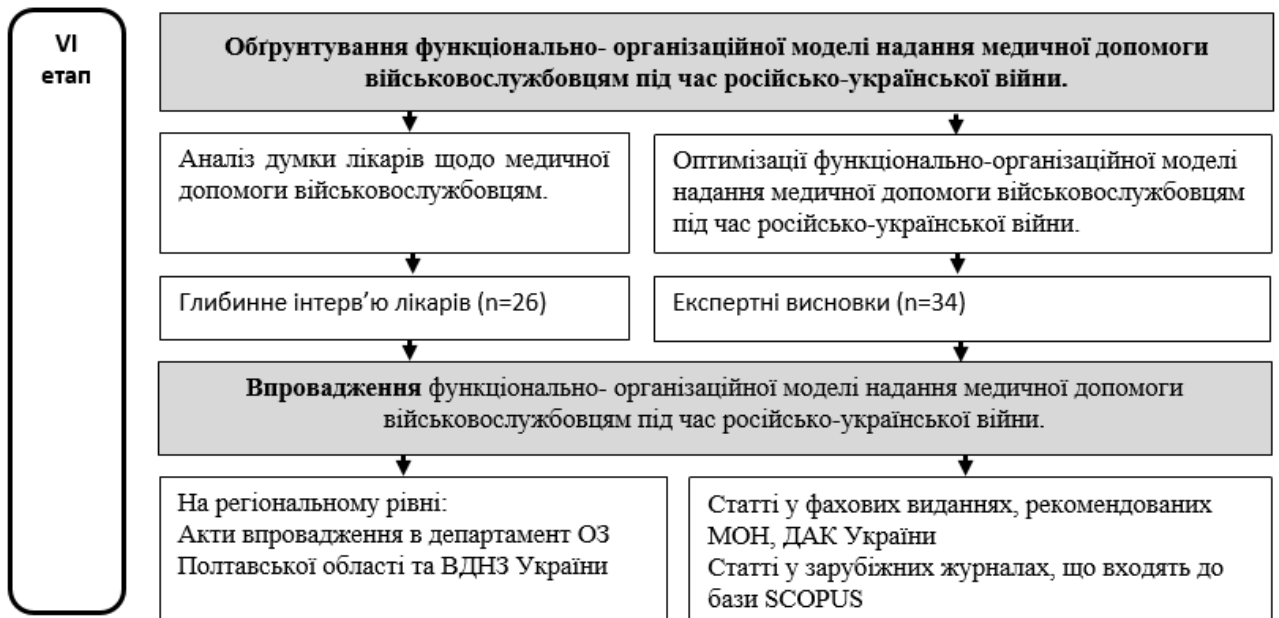 VI
етап
Обґрунтування функціонально- організаційної моделі надання медичної допомоги
військовослужбовцям під час російсько-української війни.
Аналіз думки лікарів щодо медичної
допомоги військовослужбовцям.
Оптимізації функціонально-організаційної моделі
надання медичної допомоги військовослужбовцям
під час російсько-української війни.
Глибинне інтерв’ю лікарів (n=26)
Експертні висновки (n=34)
Впровадження функціонально- організаційної моделі надання медичної допомоги
військовослужбовцям під час російсько-української війни.
На регіональному рівні:
Акти впровадження в департамент ОЗ
Полтавської області та ВДНЗ України
Статті у фахових виданнях, рекомендованих
МОН, ДАК України
Статті у зарубіжних журналах, що входять до
бази SCOPUS